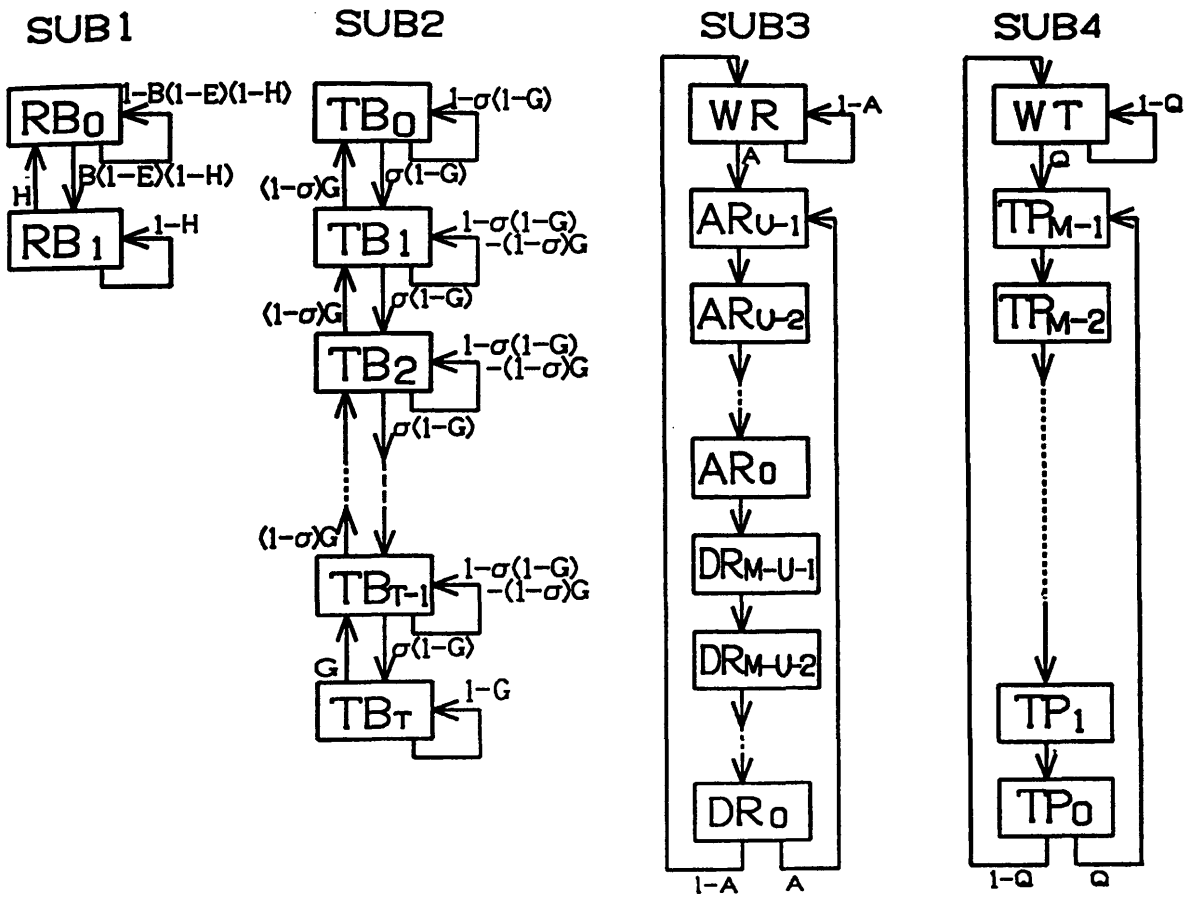 SUB1
RB0
1-B(1-E)(1-H)
H
B(1-E)(1-H)
RB1
1-H
SUB2
TB0
1-σ(1-G)
(1-σ)G
σ(1-G)
TB1
1-σ(1-G)
-(1-σ)G
(1-σ)G
σ(1-G)
TB2
1-σ(1-G)
-(1-σ)G
σ(1-G)
(1-σ)G
TBT-1
1-σ(1-G)
-(1-σ)G
G
σ(1-G)
TBT
1-G
SUB3
WR
1-A
A
ARU-1
ARU-2
AR0
DRM-U-1
DRM-U-2
DR0
1-A
A
SUB4
WT
1-Q
Q
TPM-1
TPM-2
TP1
TP0
1-Q
Q